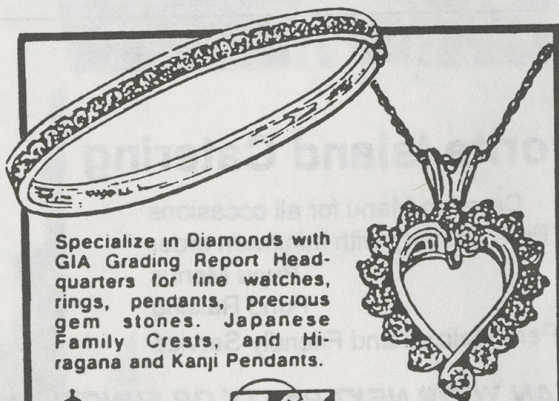 Specialize in Diamonds with
GIA Grading Report Head-
quarters for fine watches,
rings, pendants, precious
gem stones. Japanese
Family Crests, and Hi-
ragana and Kanji Pendants.